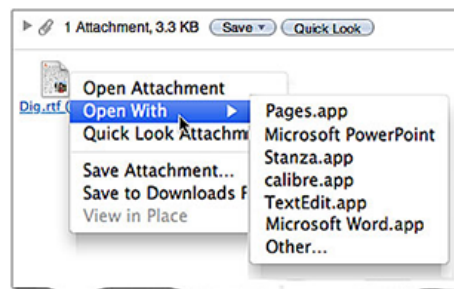 1 Attachment, 3.3 KB Save Quick Look
Dig.rtf (
Open Attachment
Open With
Quick Look Attachm
Save Attachment...
Save to Downloads F
View in Place
Pages.app
Microsoft PowerPoint
Stanza.app
calibre.app
TextEdit.app
Microsoft Word.app
Other...